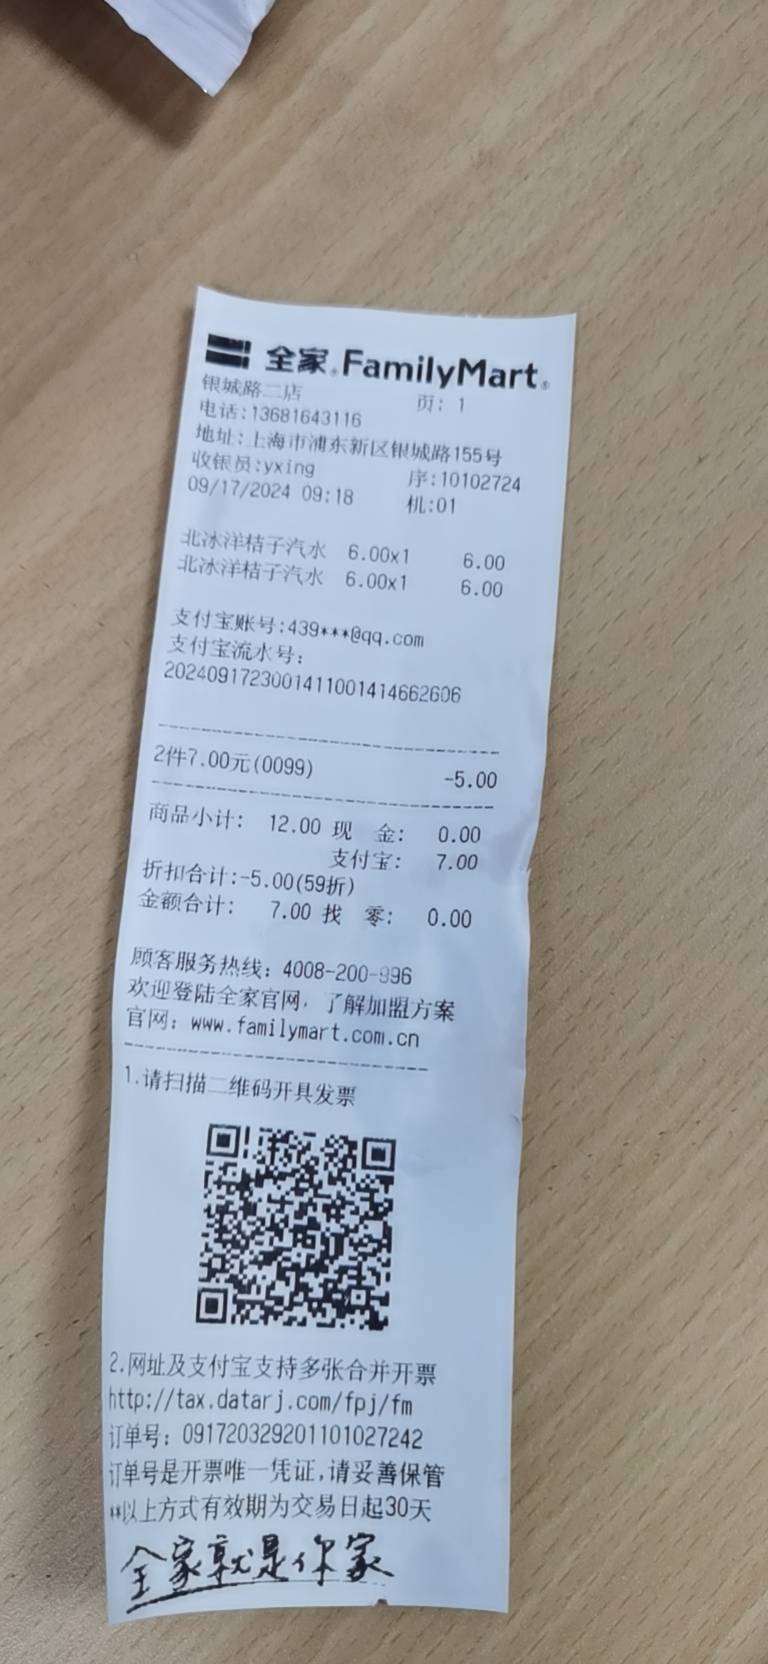 全家 FamilyMart
银城路二店 页: 1
电话:13681643116
地址:上海市浦东新区银城路155号
收银员:yxing 序:10102724
09/17/2024 09:18 机:01
北冰洋桔子汽水 6.00x1 6.00
北冰洋桔子汽水 6.00x1 6.00
支付宝账号:439***@qq.com
支付宝流水号:
2024091723001411001414662606
2件7.00元(0099) -5.00
商品小计: 12.00 现 金: 0.00
支付宝: 7.00
折扣合计:-5.00(59折)
金额合计: 7.00 找 零: 0.00
顾客服务热线: 4008-200-996
欢迎登陆全家官网, 了解加盟方案
官网: www.familymart.com.cn
1.请扫描二维码开具发票
2.网址及支付宝支持多张合并开票
http://tax.datarj.com/fpj/fm
订单号: 091720329201101027242
订单号是开票唯一凭证,请妥善保管
**以上方式有效期为交易日起30天
全家就是你家